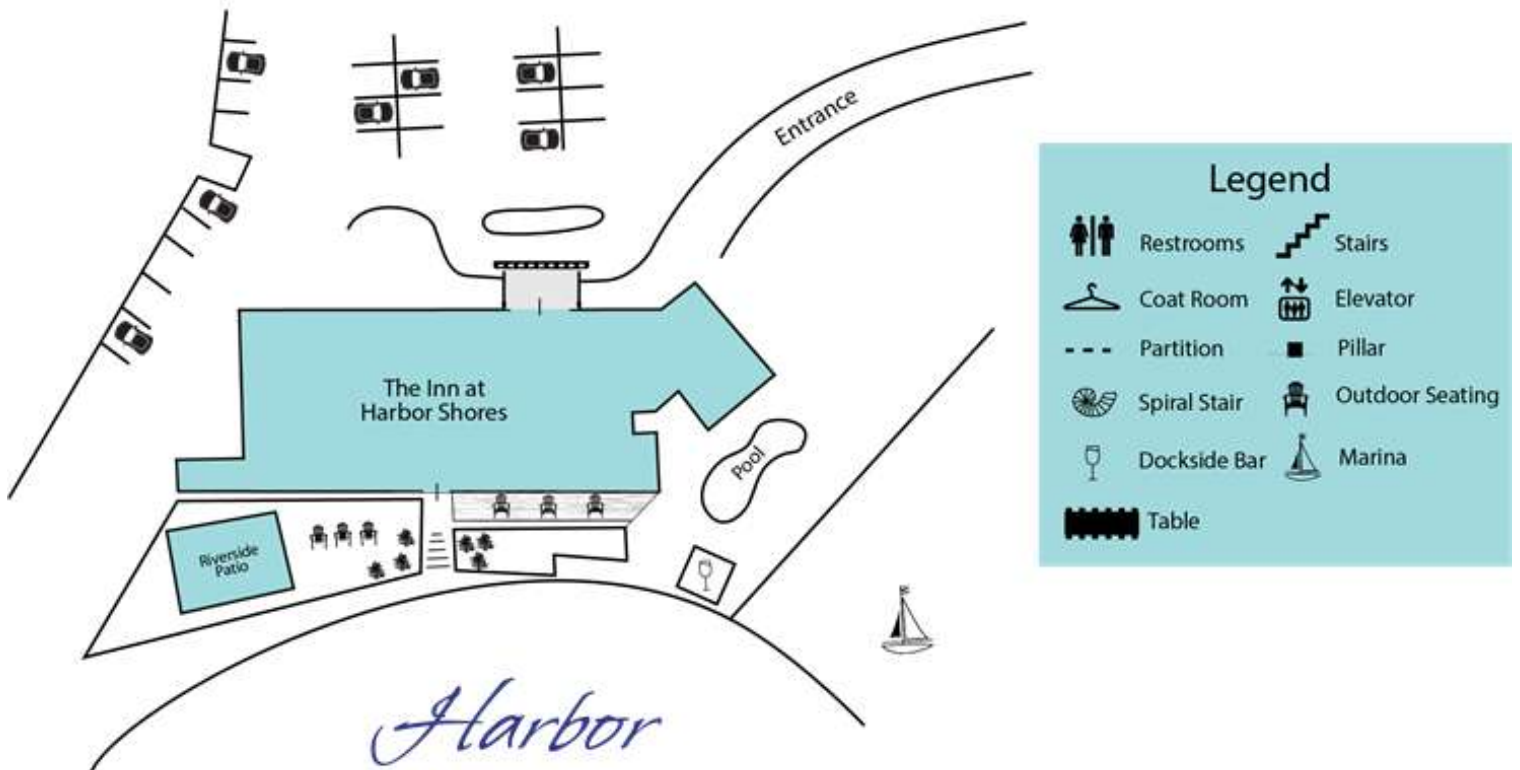 Entrance
The Inn at
Harbor Shores
Pool
Riverside
Patio
Harbor
Legend
Restrooms
Stairs
Coat Room
Elevator
Partition
Pillar
Spiral Stair
Outdoor Seating
Dockside Bar
Marina
Table